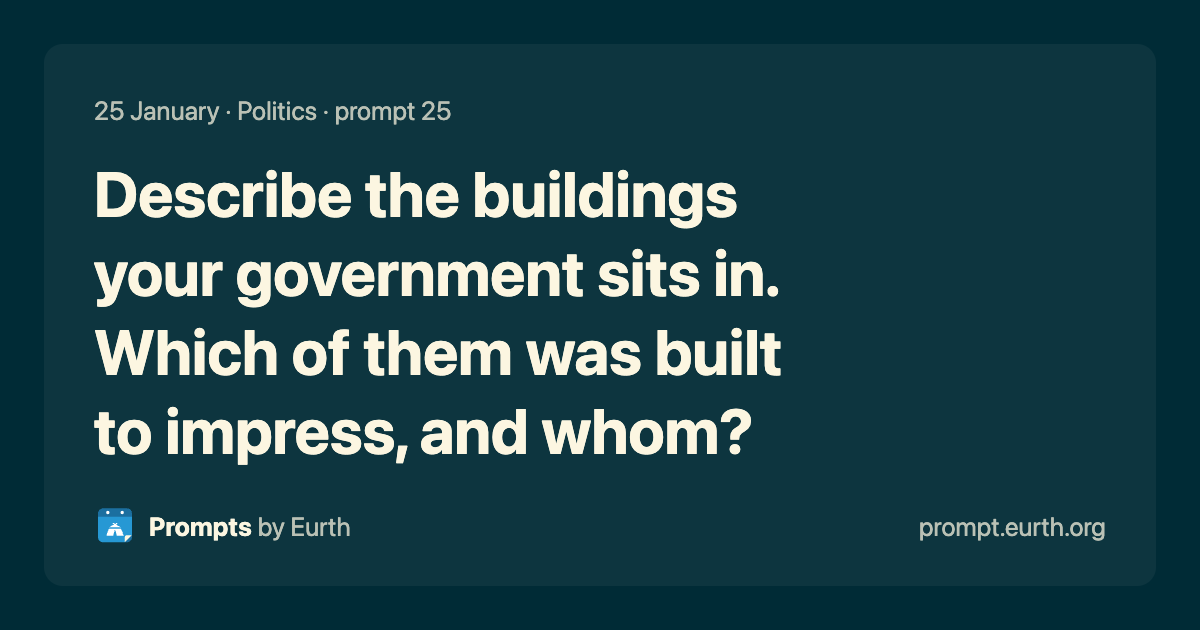 25 January · Politics · prompt 25
Describe the buildings
your government sits in.
Which of them was built
to impress, and whom?
Prompts by Eurth
prompt.eurth.org